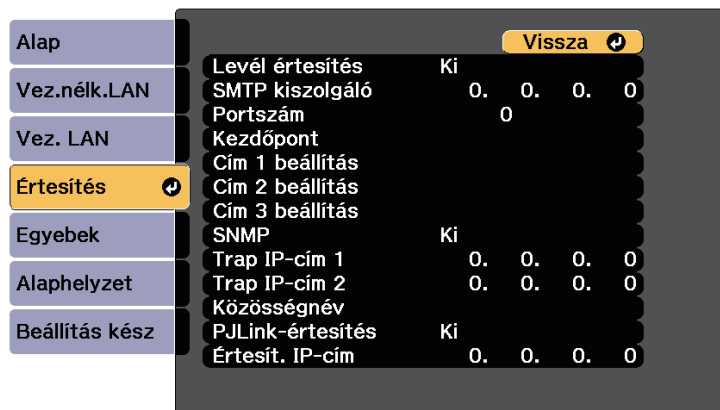 Alap
Vez.nélk.LAN
Vez. LAN
Értesítés
Egyebek
Alaphelyzet
Beállítás kész
Vissza
Levél értesítés Ki
SMTP kiszolgáló 0. 0. 0. 0
Portszám 0
Kezdőpont
Cím 1 beállítás
Cím 2 beállítás
Cím 3 beállítás
SNMP Ki
Trap IP-cím 1 0. 0. 0. 0
Trap IP-cím 2 0. 0. 0. 0
Közösségnév
PJLink-értesítés Ki
Értesít. IP-cím 0. 0. 0. 0